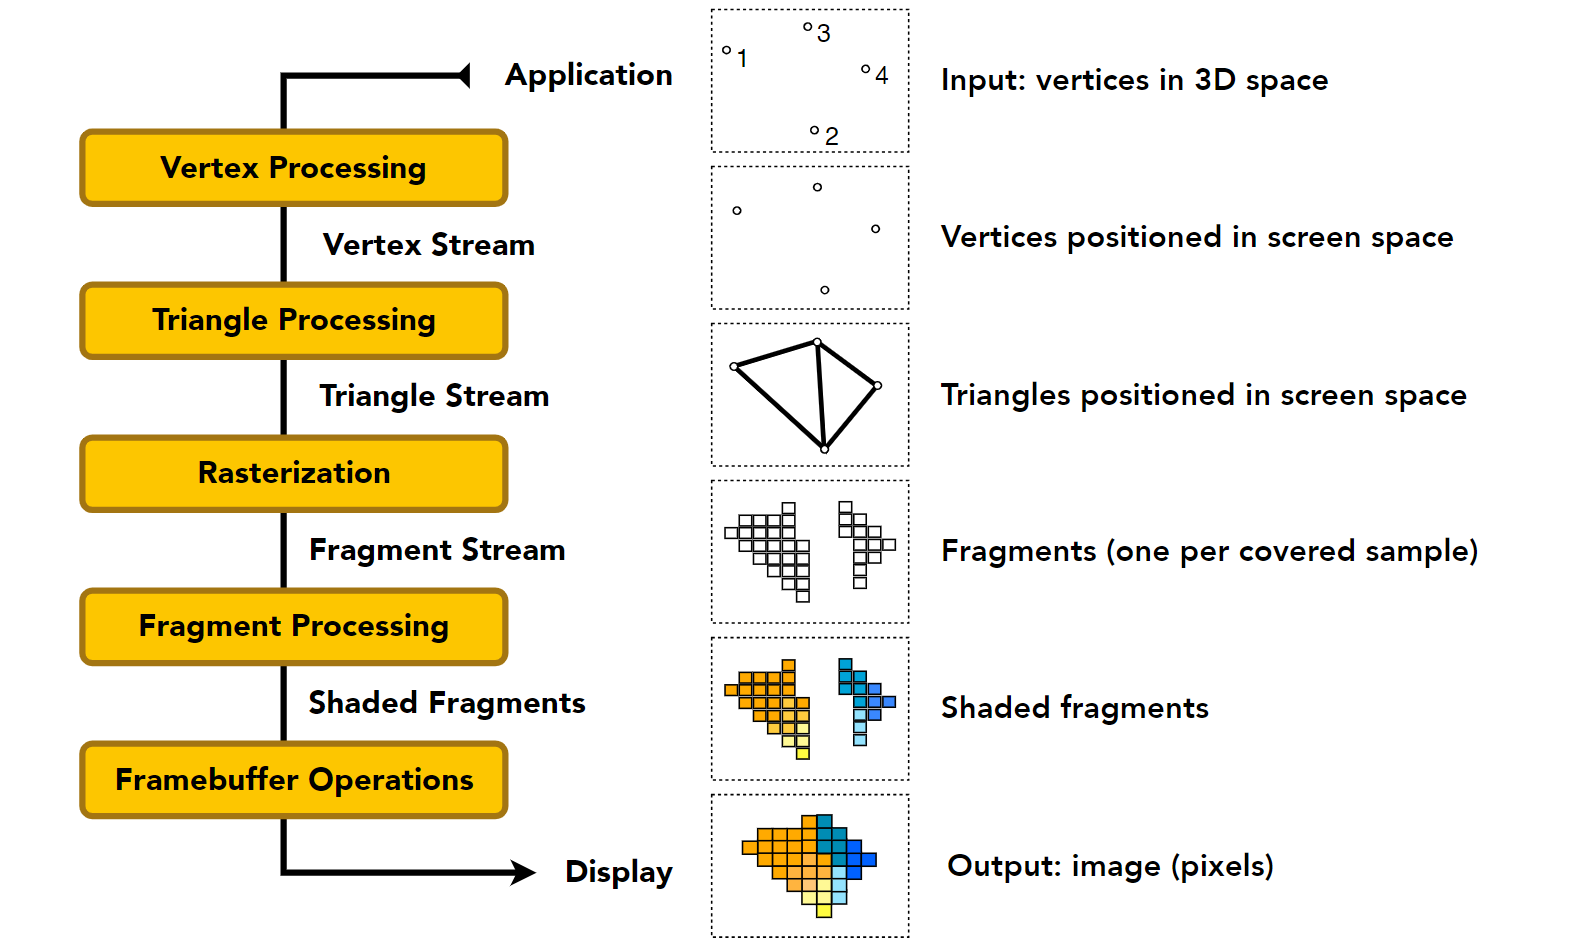 Application
3
1
4
2
Input: vertices in 3D space
Vertex Processing
Vertex Stream
Vertices positioned in screen space
Triangle Processing
Triangle Stream
Triangles positioned in screen space
Rasterization
Fragment Stream
Fragments (one per covered sample)
Fragment Processing
Shaded Fragments
Shaded fragments
Framebuffer Operations
Display
Output: image (pixels)